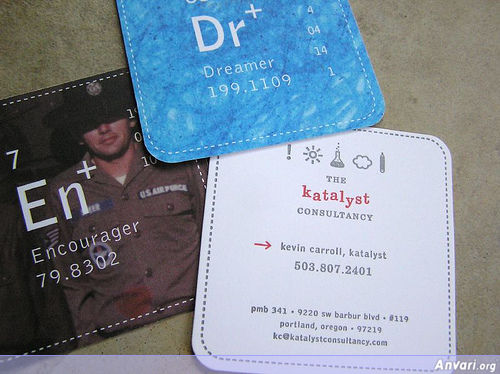 Dr+
Dreamer
199.1109
4
04
14
1
7
En+
Encourager
79.8302
U.S. AIR FORCE
THE
katalyst
CONSULTANCY
→ kevin carroll, katalyst
503.807.2401
pmb 341 • 9220 sw barbur blvd • #119
portland, oregon • 97219
kc@katalystconsultancy.com
Anvari.org